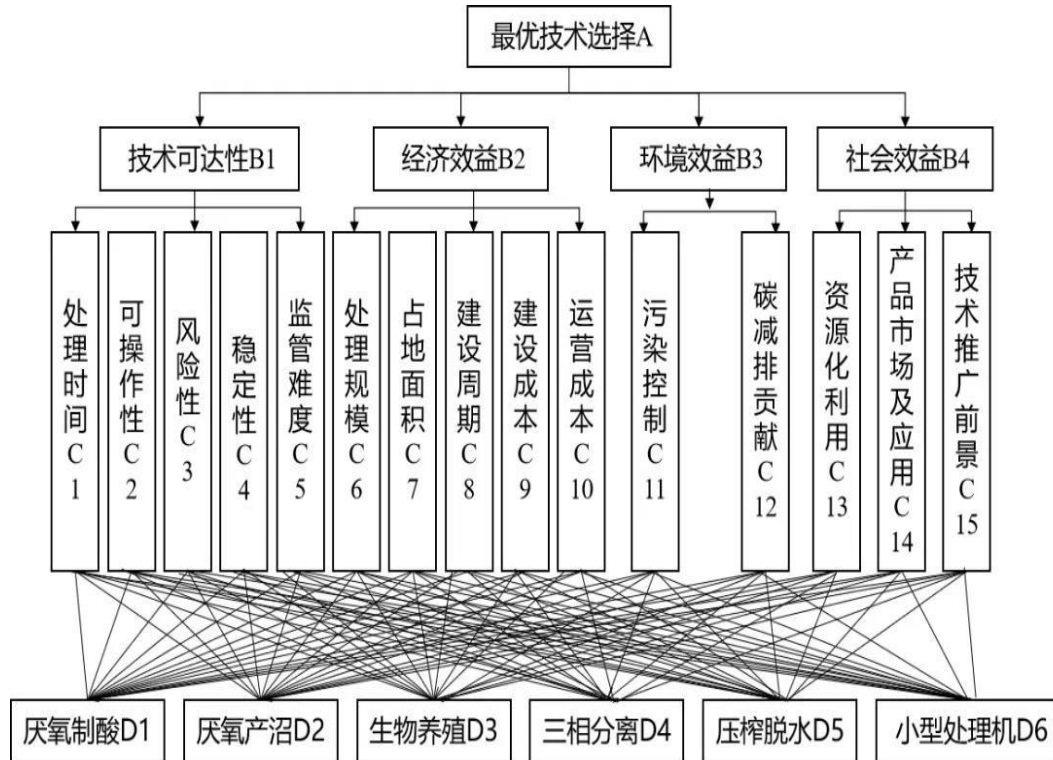 最优技术选择A
技术可达性B1
经济效益B2
环境效益B3
社会效益B4
处理时间C1
可操作性C2
风险性C3
稳定性C4
监管难度C5
处理规模C6
占地面积C7
建设周期C8
建设成本C9
运营成本C10
污染控制C11
碳减排贡献C12
资源化利用C13
产品市场及应用C14
技术推广前景C15
厌氧制酸D1
厌氧产沼D2
生物养殖D3
三相分离D4
压榨脱水D5
小型处理机D6